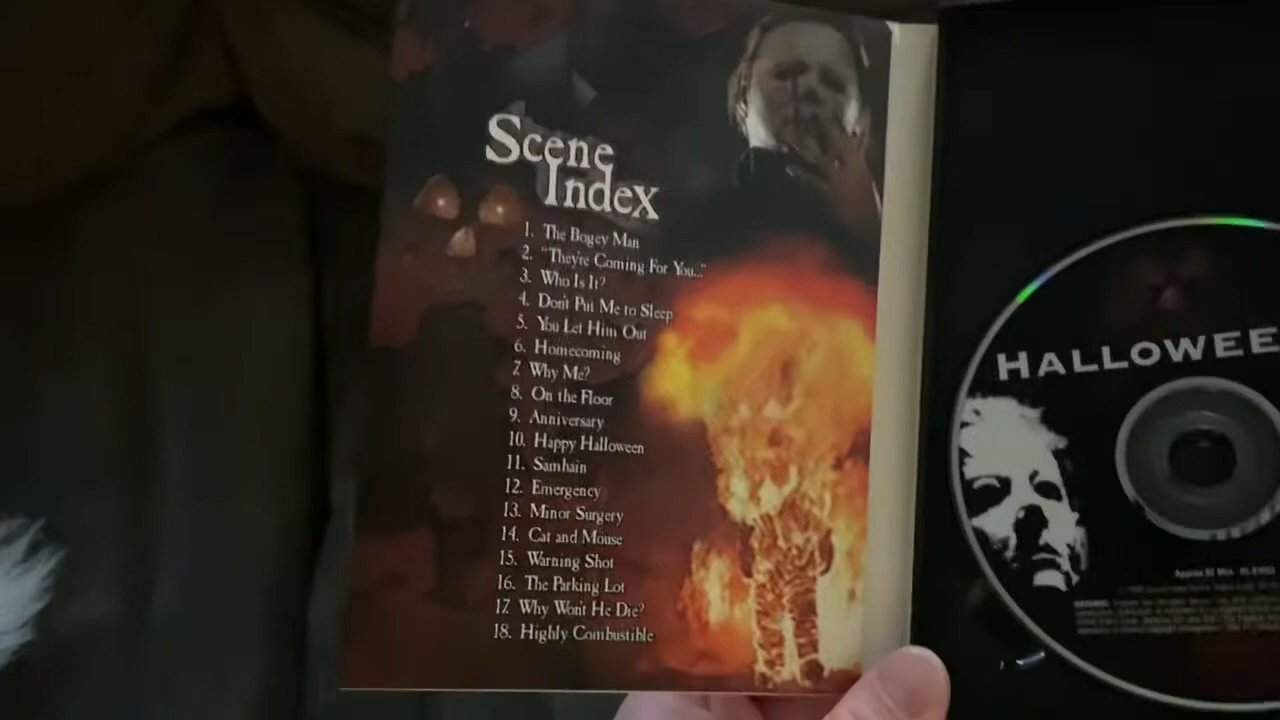 Scene
Index
1. The Bogey Man
2. "They're Coming For You..."
3. Who Is It?
4. Don't Put Me to Sleep
5. You Let Him Out
6. Homecoming
7. Why Me?
8. On the Floor
9. Anniversary
10. Happy Halloween
11. Samhain
12. Emergency
13. Minor Surgery
14. Cat and Mouse
15. Warning Shot
16. The Parking Lot
17. Why Won't He Die?
18. Highly Combustible
HALLOWEE